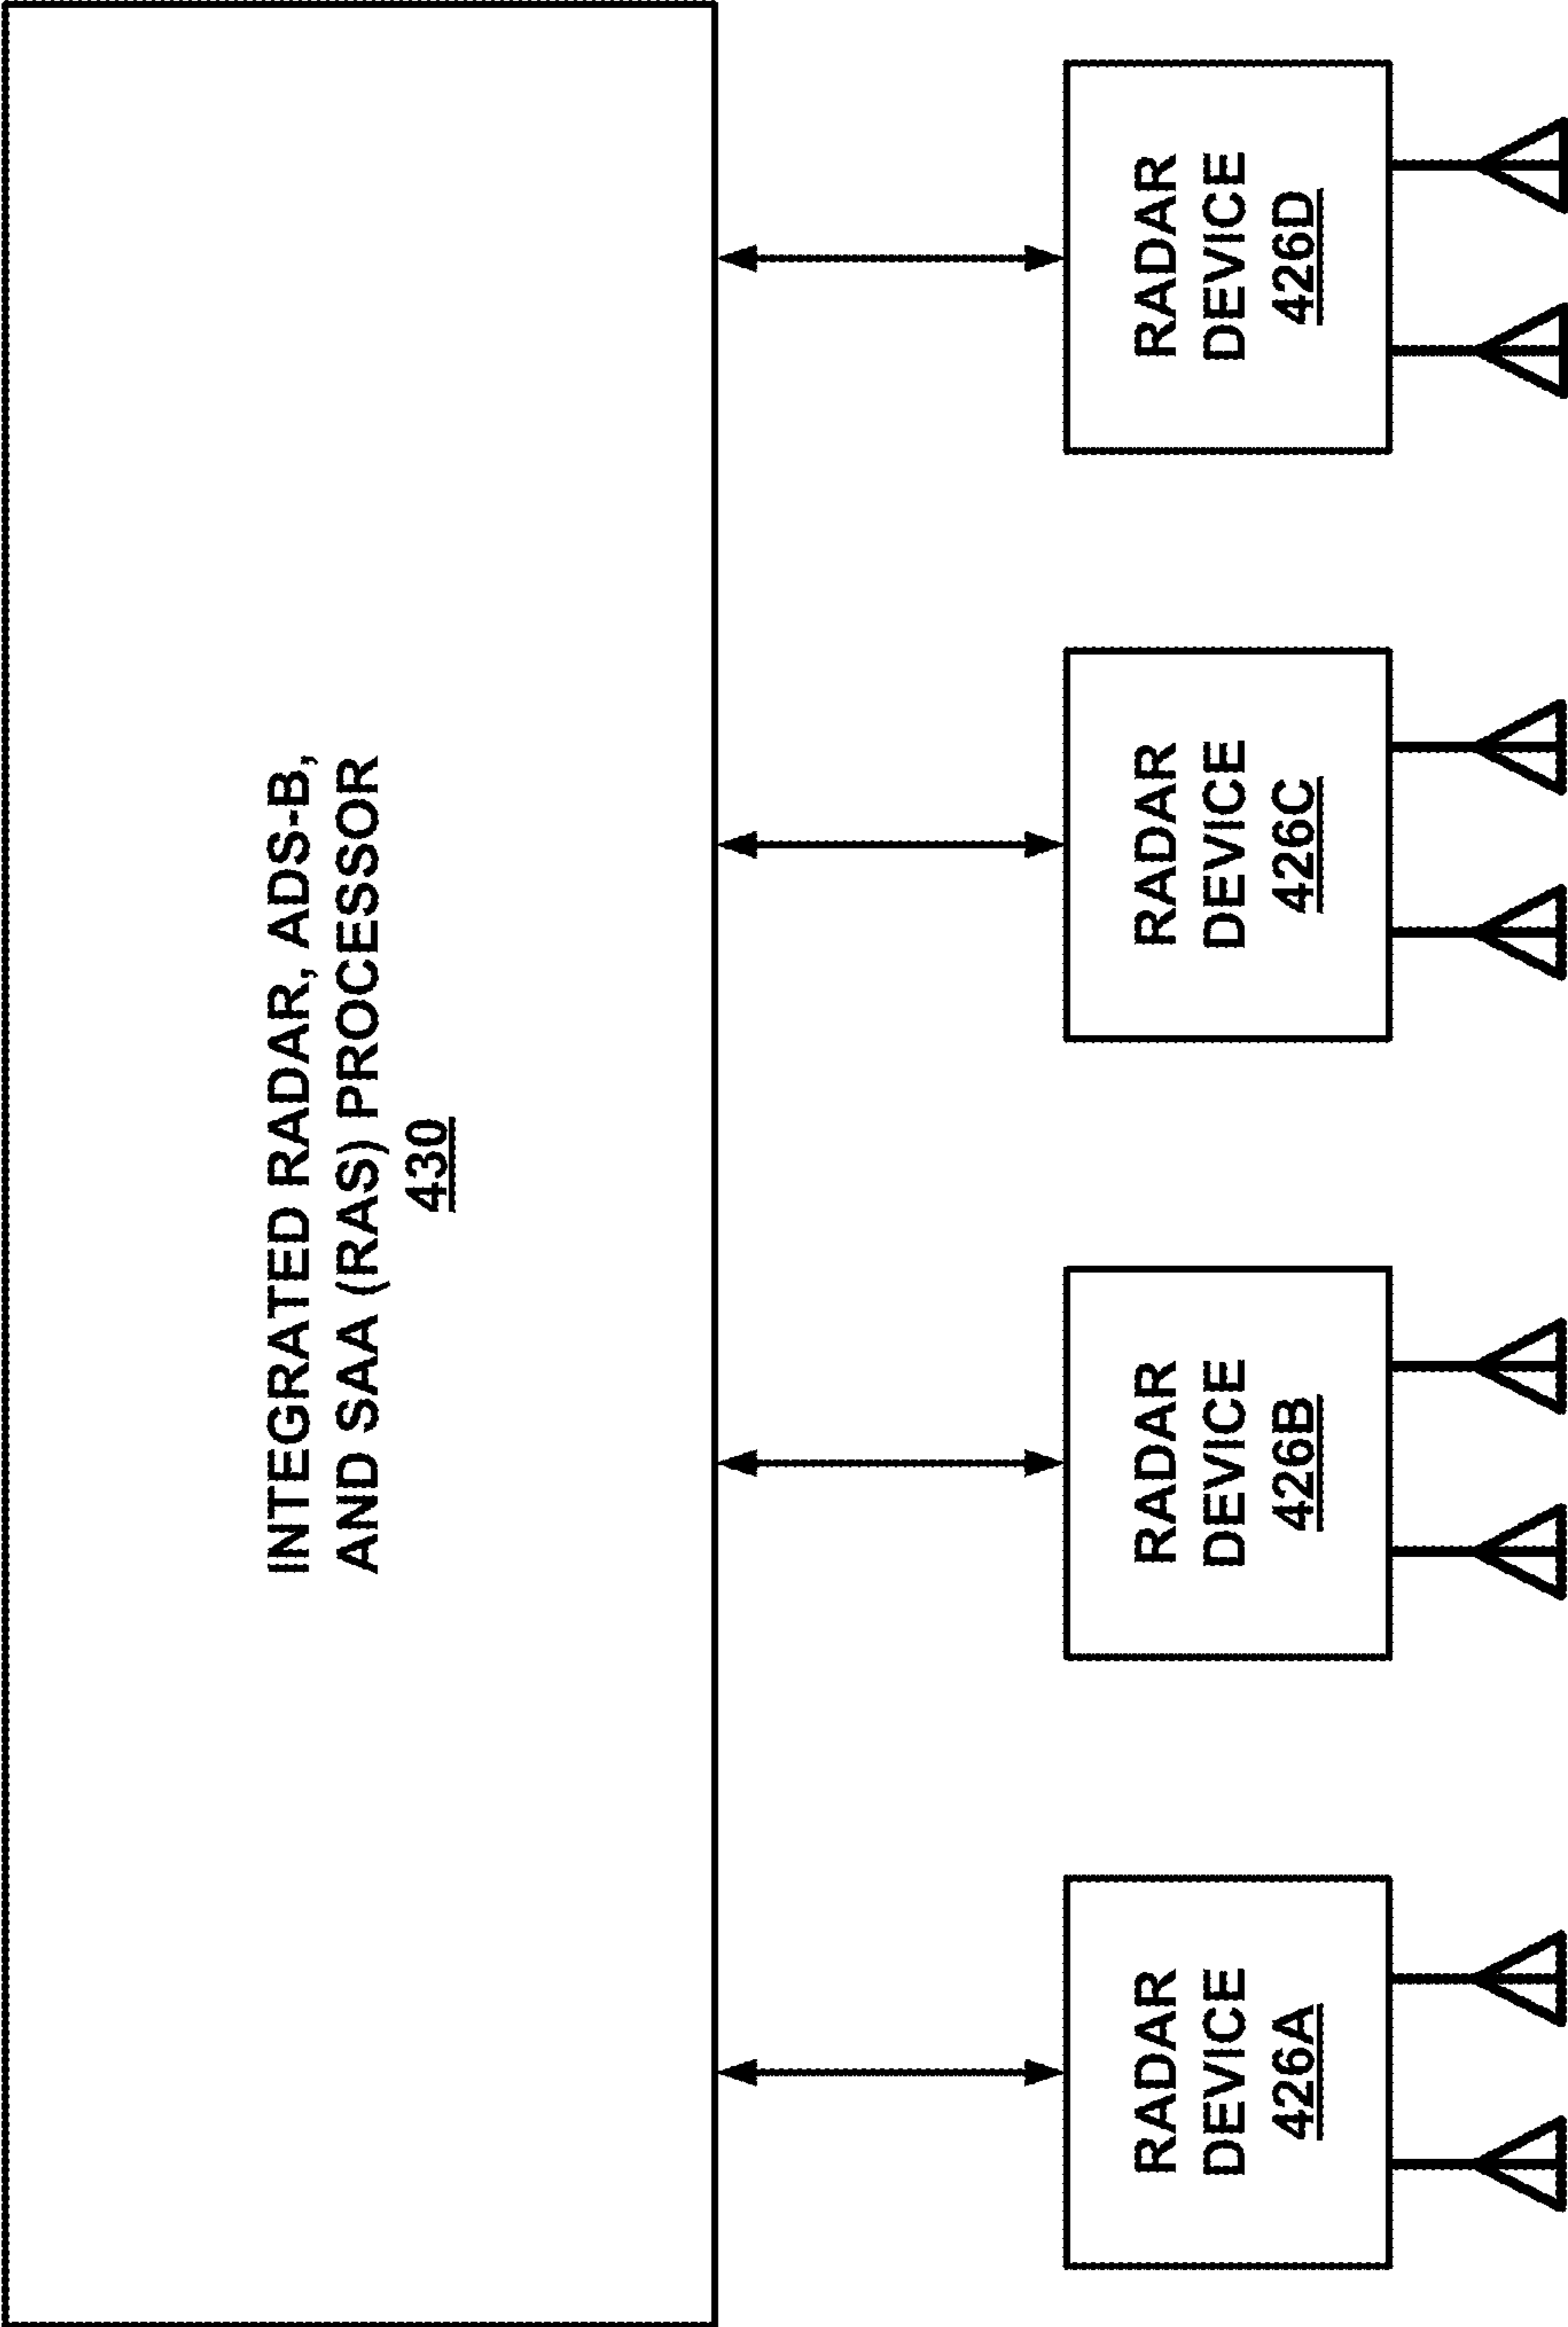 INTEGRATED RADAR, ADS-B,
AND SAA (RAS) PROCESSOR
430
RADAR
DEVICE
426A
RADAR
DEVICE
426B
RADAR
DEVICE
426C
RADAR
DEVICE
426D